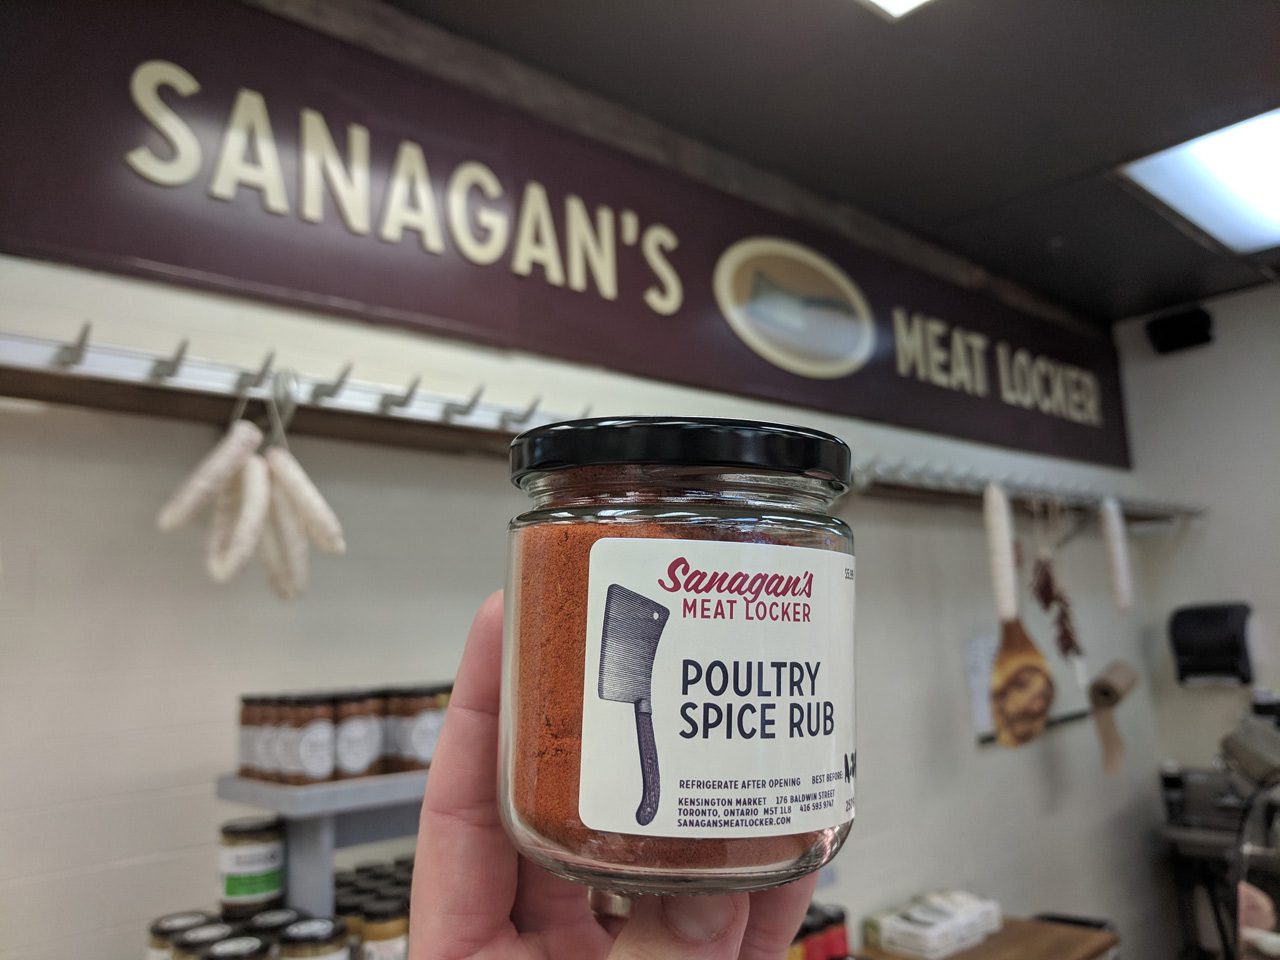 SANAGAN'S MEAT LOCKER
Sanagan's
MEAT LOCKER
POULTRY
SPICE RUB
REFRIGERATE AFTER OPENING BEST BEFORE:
KENSINGTON MARKET 176 BALDWIN STREET
TORONTO, ONTARIO M5T 1L8 416 593 9747
SANAGANSMEATLOCKER.COM